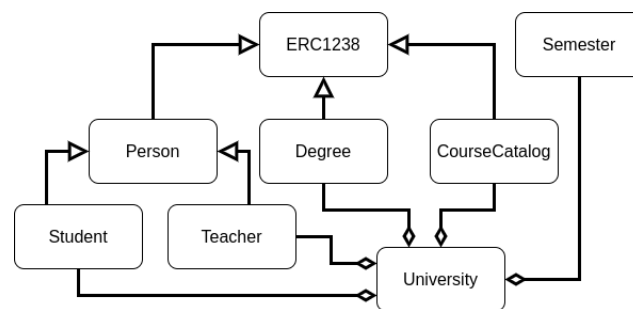 ERC1238
Semester
Person
Degree
CourseCatalog
Student
Teacher
University